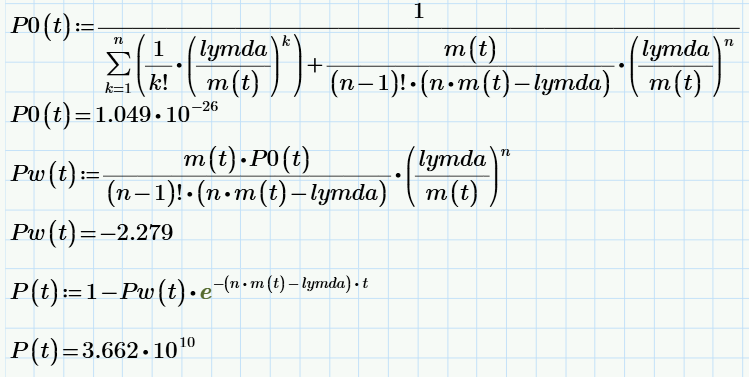 P0(t):=1/(∑_{k=1}^{n}(1/k!·(lymda/m(t))^k)+m(t)/((n−1)!·(n·m(t)−lymda))·(lymda/m(t))^n)
P0(t)=1.049·10^−26
Pw(t):=m(t)·P0(t)/((n−1)!·(n·m(t)−lymda))·(lymda/m(t))^n
Pw(t)=−2.279
P(t):=1−Pw(t)·e^−(n·m(t)−lymda)·t
P(t)=3.662·10^10